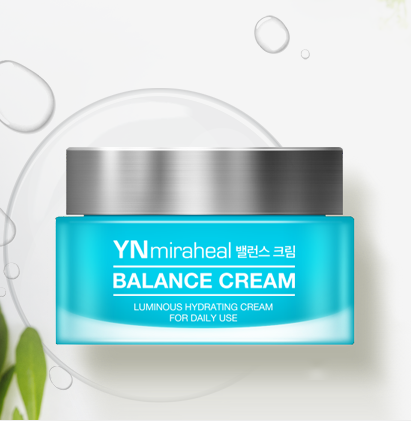 YNmiraheal 밸런스 크림
BALANCE CREAM
LUMINOUS HYDRATING CREAM
FOR DAILY USE